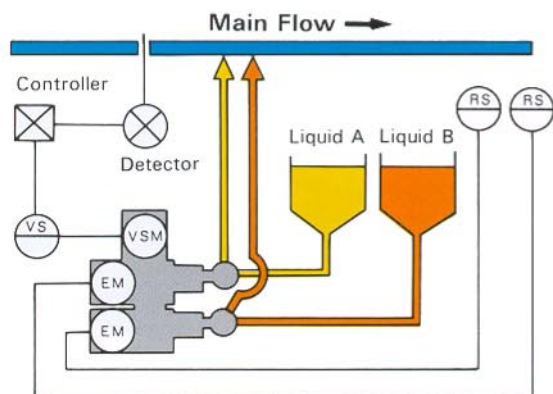 Main Flow
Controller
RS RS
Liquid A Liquid B
Detector
VS VSM
EM
EM